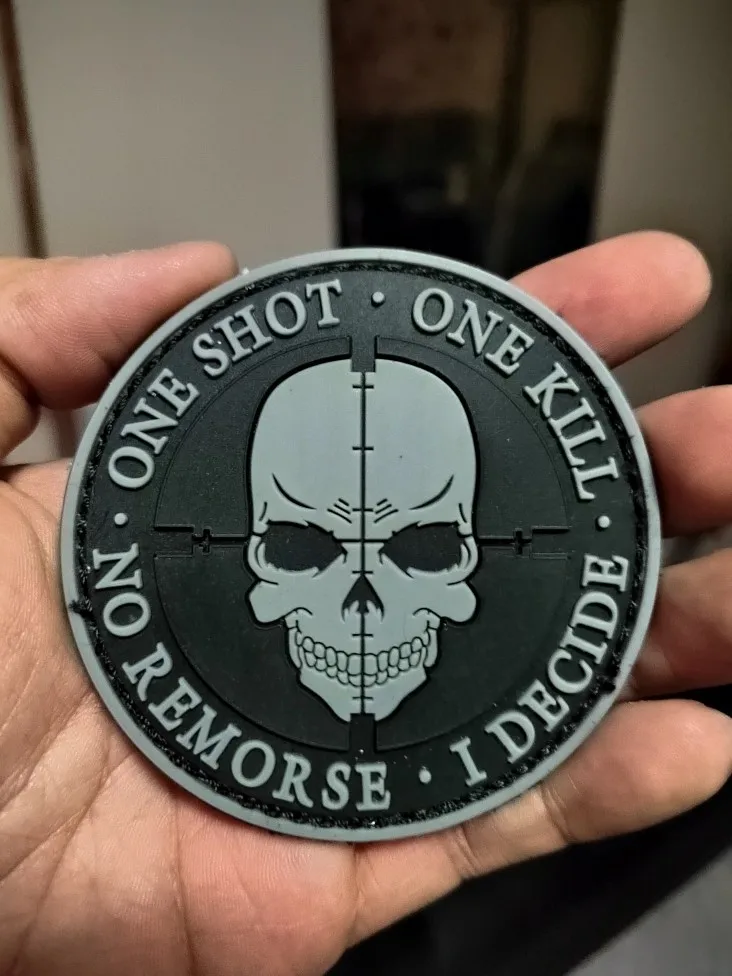 ONE SHOT · ONE KILL ·
NO REMORSE · I DECIDE ·